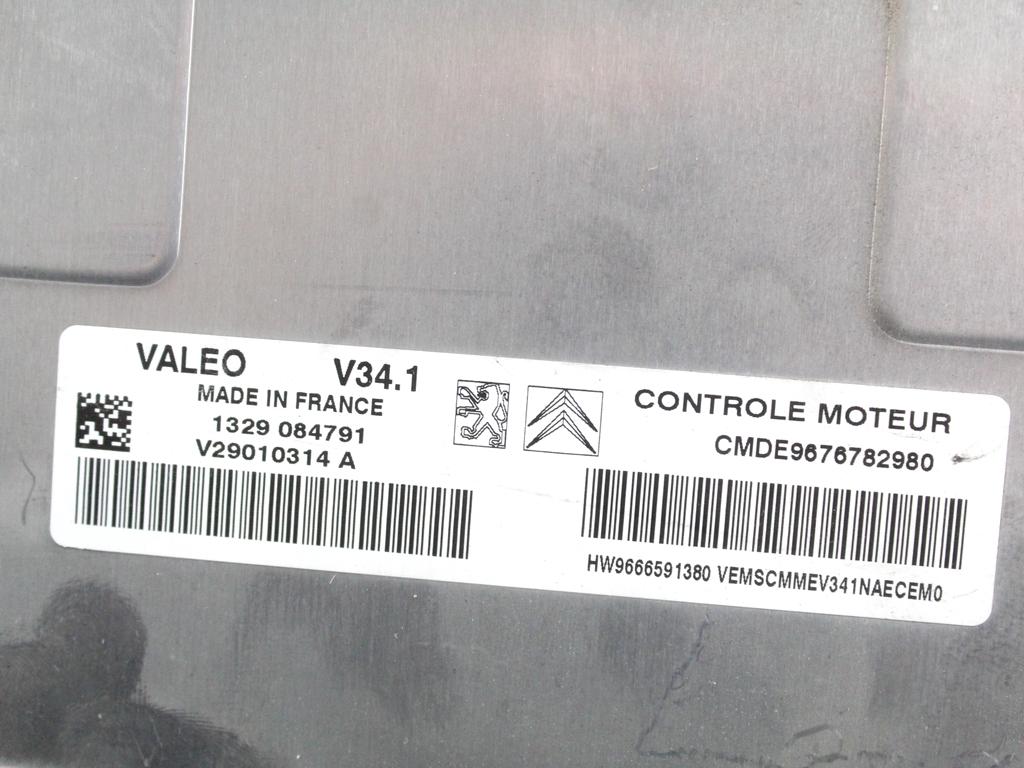 VALEO V34.1
MADE IN FRANCE
1329 084791
V29010314 A
CONTROLE MOTEUR
CMDE9676782980
HW9666591380 VEMSCMMEV341NAECEM0